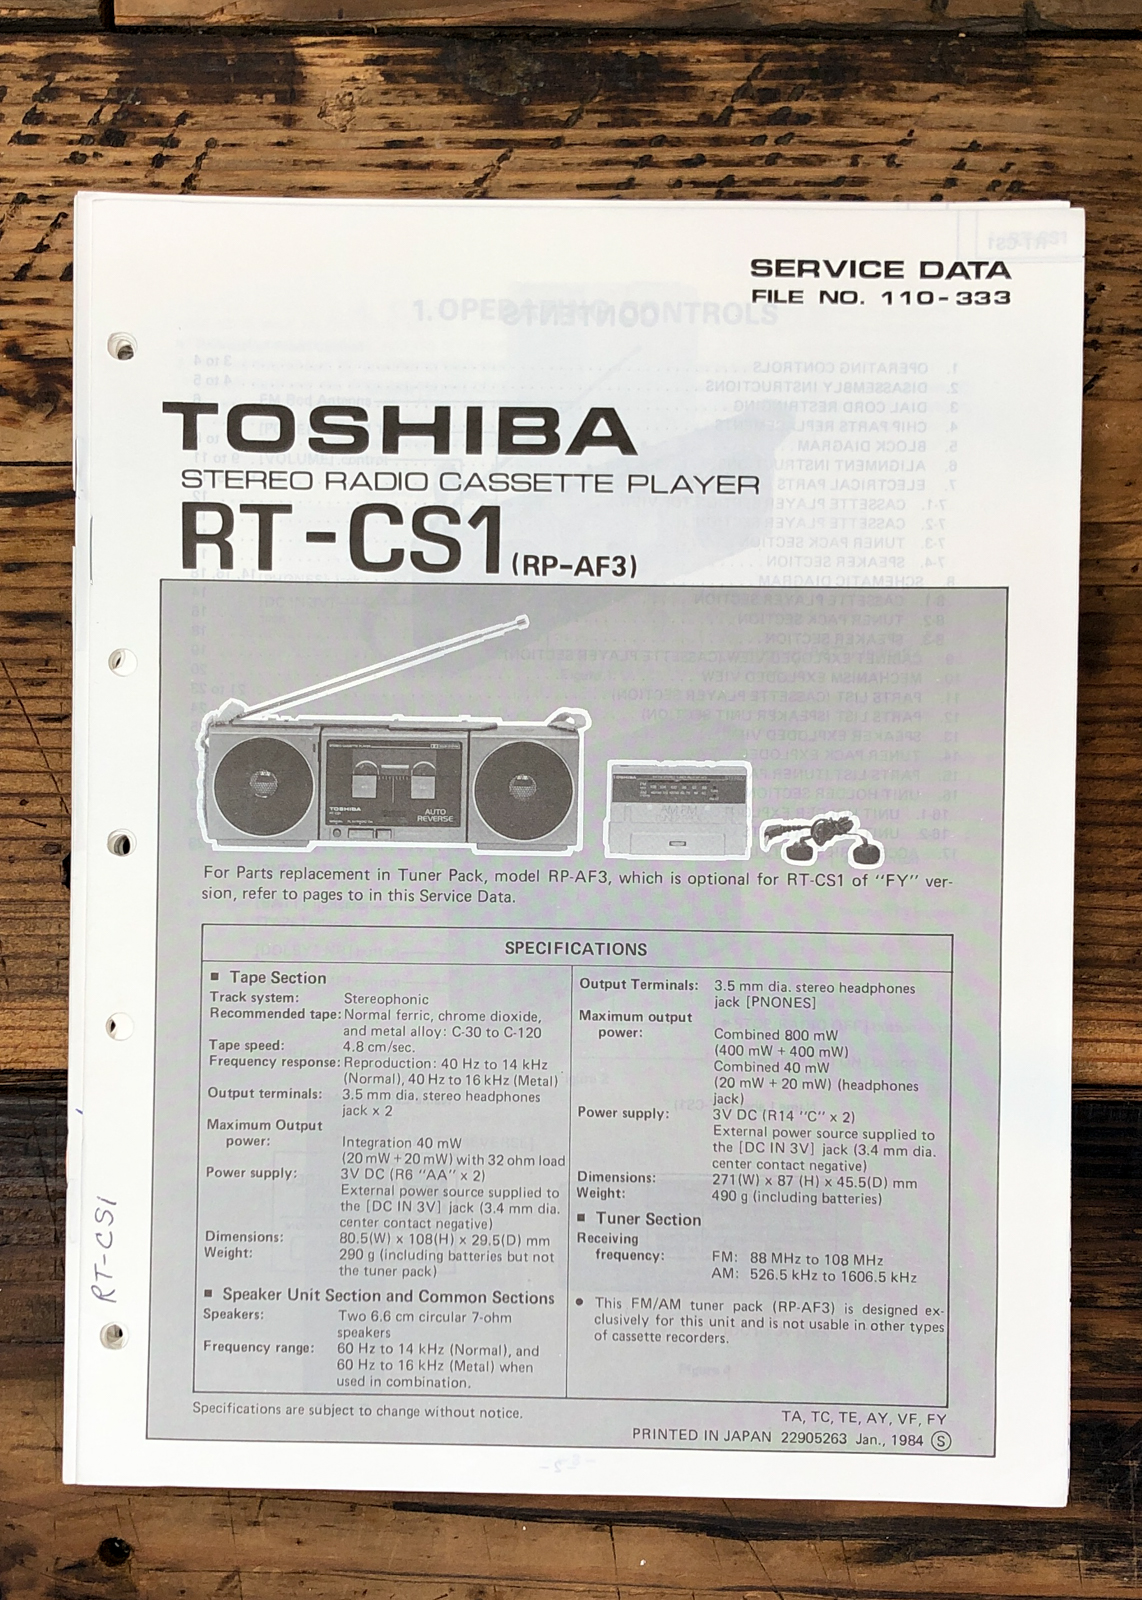 SERVICE DATA
FILE NO. 110-333
TOSHIBA
STEREO RADIO CASSETTE PLAYER
RT-CS1 (RP-AF3)
TOSHIBA
AUTO
REVERSE
For Parts replacement in Tuner Pack, model RP-AF3, which is optional for RT-CS1 of "FY" ver-
sion, refer to pages to in this Service Data.
SPECIFICATIONS
■ Tape Section
Track system: Stereophonic
Recommended tape: Normal ferric, chrome dioxide,
and metal alloy: C-30 to C-120
Tape speed: 4.8 cm/sec.
Frequency response: Reproduction: 40 Hz to 14 kHz
(Normal), 40 Hz to 16 kHz (Metal)
Output terminals: 3.5 mm dia. stereo headphones
jack x 2
Maximum Output
power: Integration 40 mW
(20 mW + 20 mW) with 32 ohm load
Power supply: 3V DC (R6 "AA" x 2)
External power source supplied to
the [DC IN 3V] jack (3.4 mm dia.
center contact negative)
Dimensions: 80.5(W) x 108(H) x 29.5(D) mm
Weight: 290 g (including batteries but not
the tuner pack)
■ Speaker Unit Section and Common Sections
Speakers: Two 6.6 cm circular 7-ohm
speakers
Frequency range: 60 Hz to 14 kHz (Normal), and
60 Hz to 16 kHz (Metal) when
used in combination.
Output Terminals: 3.5 mm dia. stereo headphones
jack [PNONES]
Maximum output
power: Combined 800 mW
(400 mW + 400 mW)
Combined 40 mW
(20 mW + 20 mW) (headphones
jack)
Power supply: 3V DC (R14 "C" x 2)
External power source supplied to
the [DC IN 3V] jack (3.4 mm dia.
center contact negative)
Dimensions: 271(W) x 87 (H) x 45.5(D) mm
Weight: 490 g (including batteries)
■ Tuner Section
Receiving
frequency: FM: 88 MHz to 108 MHz
AM: 526.5 kHz to 1606.5 kHz
● This FM/AM tuner pack (RP-AF3) is designed ex-
clusively for this unit and is not usable in other types
of cassette recorders.
Specifications are subject to change without notice.
TA, TC, TE, AY, VF, FY
PRINTED IN JAPAN 22905263 Jan., 1984 Ⓢ
RT-CS1